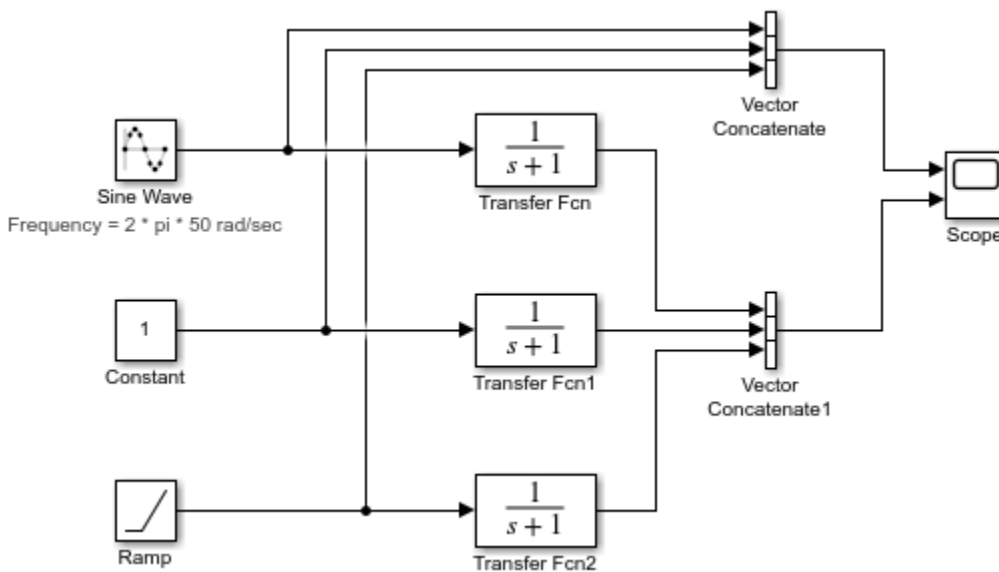 Vector
Concatenate
1
s + 1
Transfer Fcn
Sine Wave
Frequency = 2 * pi * 50 rad/sec
Scope
1
Constant
1
s + 1
Transfer Fcn1
Vector
Concatenate1
Ramp
1
s + 1
Transfer Fcn2